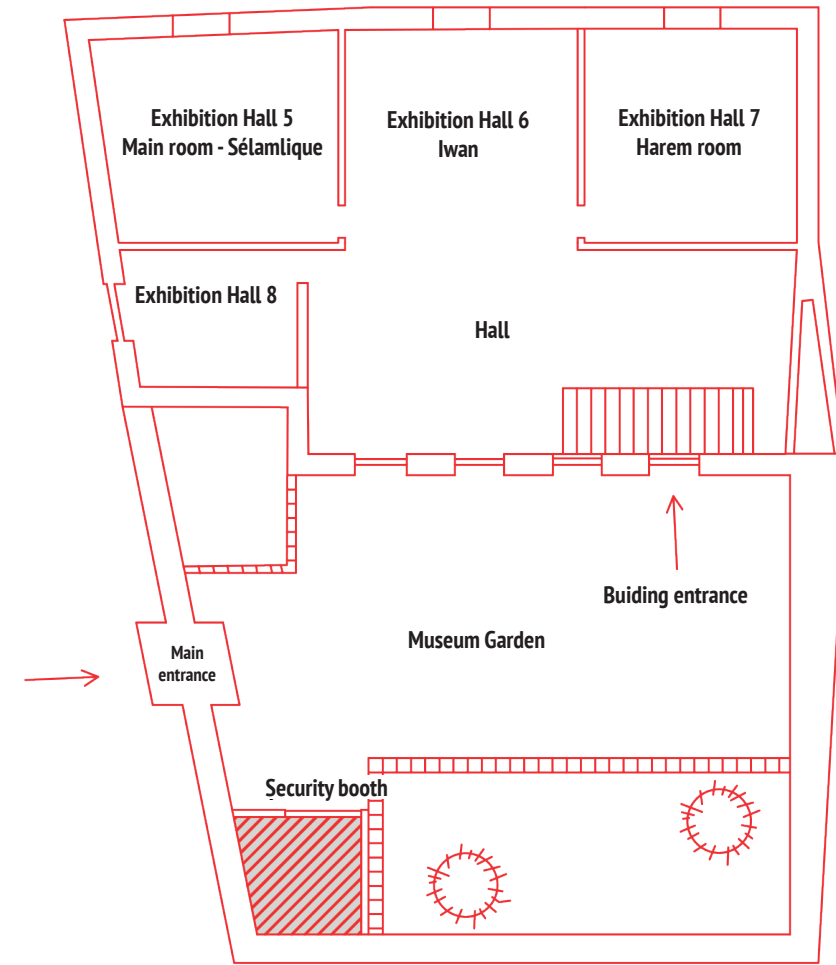 Exhibition Hall 5
Main room - Sélamlique
Exhibition Hall 6
Iwan
Exhibition Hall 7
Harem room
Exhibition Hall 8
Hall
Buiding entrance
Museum Garden
Main
entrance
Security booth